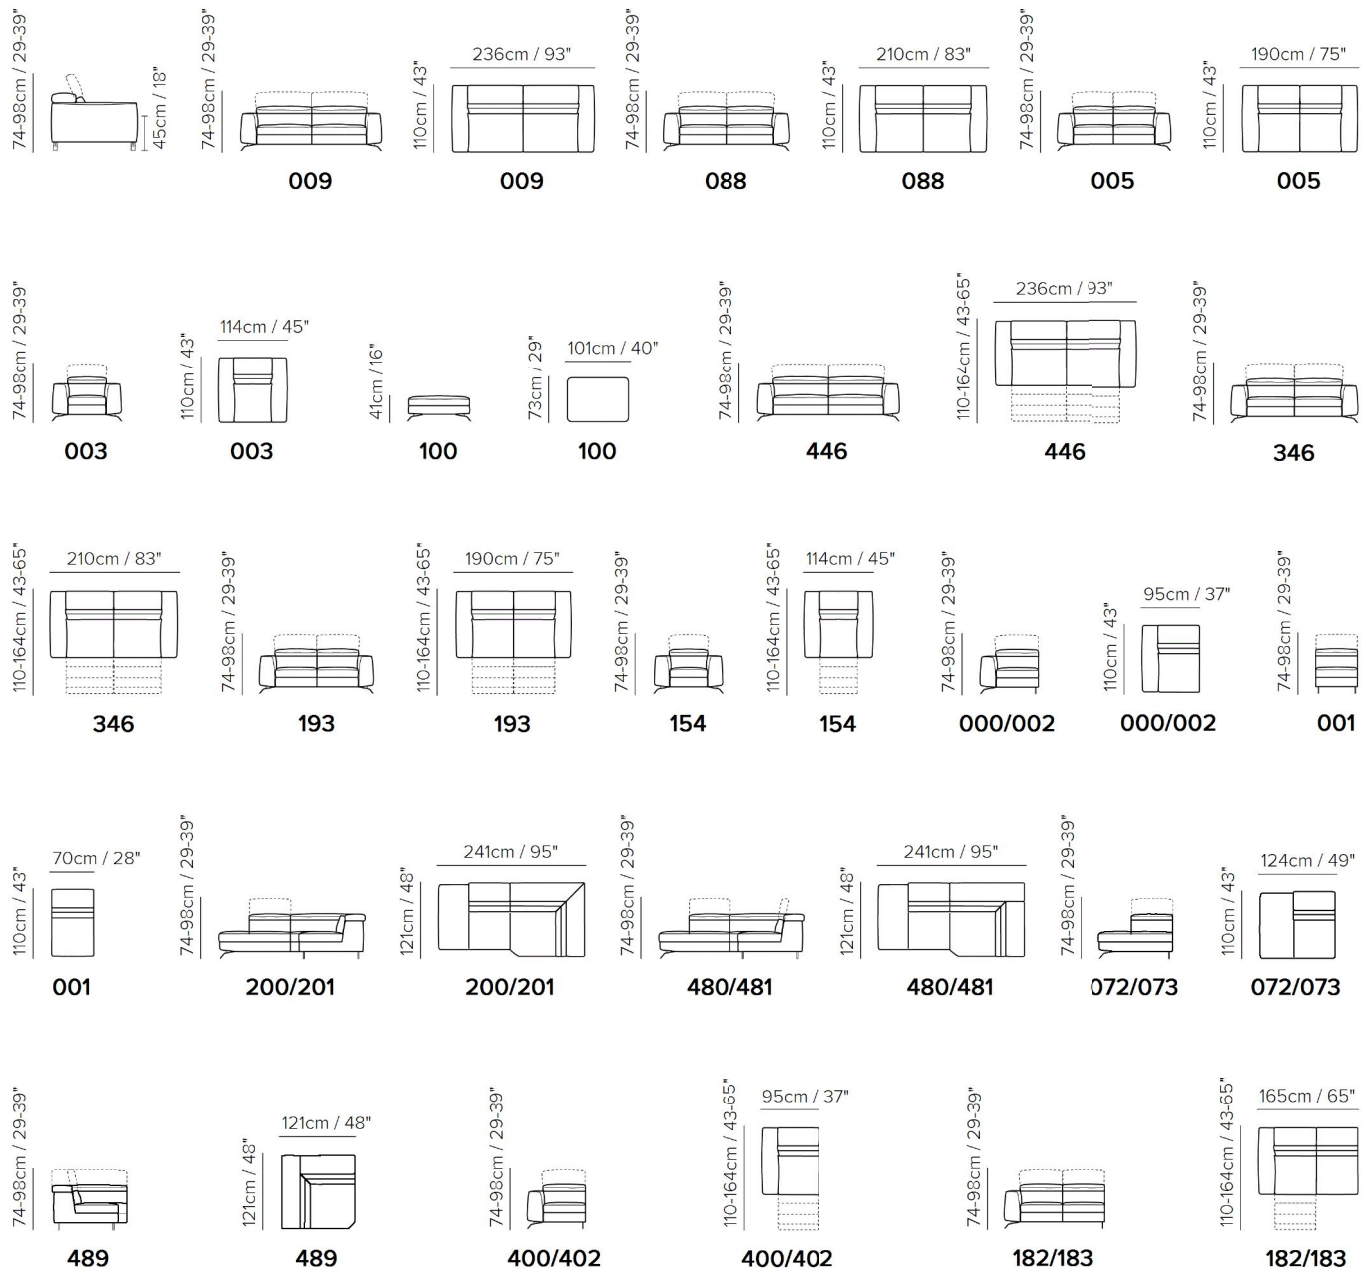 74-98cm / 29-39"
45cm / 18"
74-98cm / 29-39"
009
110cm / 43"
236cm / 93"
009
74-98cm / 29-39"
088
110cm / 43"
210cm / 83"
088
74-98cm / 29-39"
005
110cm / 43"
190cm / 75"
005
74-98cm / 29-39"
003
110cm / 43"
114cm / 45"
003
41cm / 16"
100
73cm / 29"
101cm / 40"
100
74-98cm / 29-39"
446
110-164cm / 43-65"
236cm / 93"
446
74-98cm / 29-39"
346
110-164cm / 43-65"
210cm / 83"
346
74-98cm / 29-39"
193
110-164cm / 43-65"
190cm / 75"
193
74-98cm / 29-39"
154
110-164cm / 43-65"
114cm / 45"
154
74-98cm / 29-39"
000/002
110cm / 43"
95cm / 37"
000/002
74-98cm / 29-39"
001
110cm / 43"
70cm / 28"
001
74-98cm / 29-39"
200/201
121cm / 48"
241cm / 95"
200/201
74-98cm / 29-39"
480/481
121cm / 48"
241cm / 95"
480/481
74-98cm / 29-39"
072/073
110cm / 43"
124cm / 49"
072/073
74-98cm / 29-39"
489
121cm / 48"
121cm / 48"
489
74-98cm / 29-39"
400/402
110-164cm / 43-65"
95cm / 37"
400/402
74-98cm / 29-39"
182/183
110-164cm / 43-65"
165cm / 65"
182/183